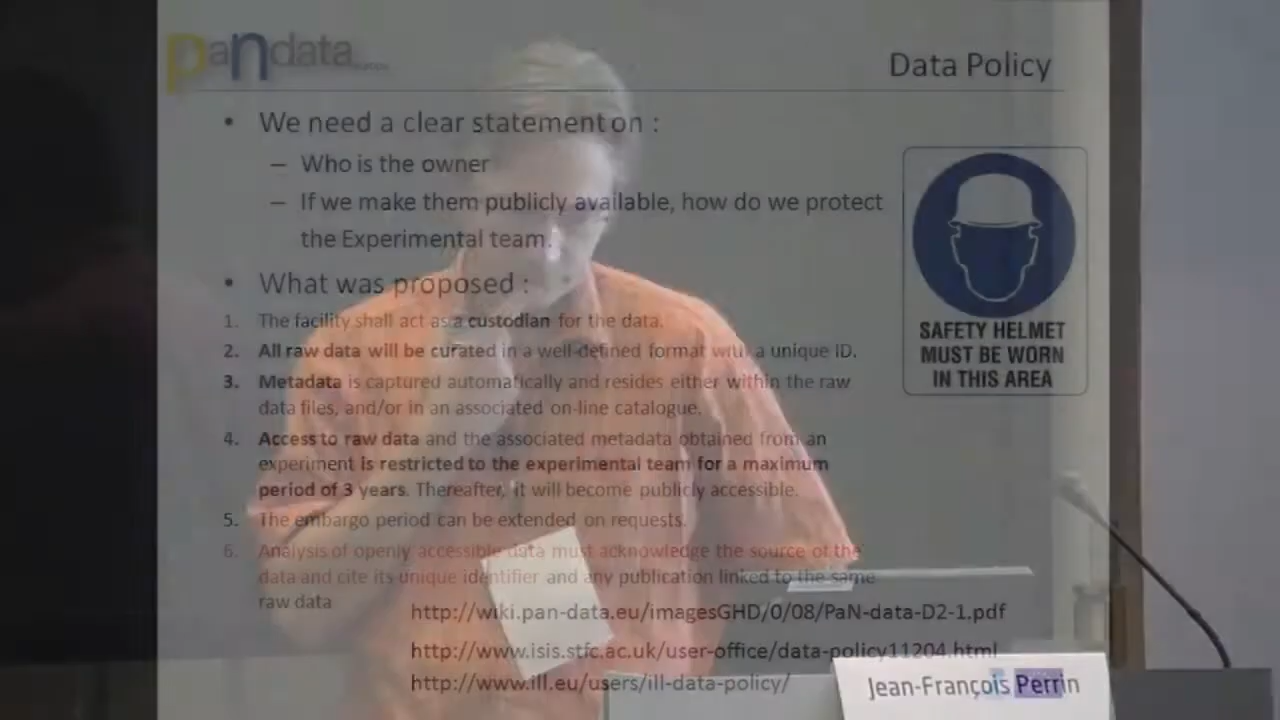 pandata
Data Policy
• We need a clear statement on :
– Who is the owner
– If we make them publicly available, how do we protect
the Experimental team.
• What was proposed :
1. The facility shall act as a custodian for the data.
2. All raw data will be curated in a well-defined format with a unique ID.
3. Metadata is captured automatically and resides either within the raw
data files, and/or in an associated on-line catalogue.
4. Access to raw data and the associated metadata obtained from an
experiment is restricted to the experimental team for a maximum
period of 3 years. Thereafter, it will become publicly accessible.
5. The embargo period can be extended on requests.
6. Analysis of openly accessible data must acknowledge the source of the
data and cite its unique identifier and any publication linked to the same
raw data
SAFETY HELMET
MUST BE WORN
IN THIS AREA
http://wiki.pan-data.eu/imagesGHD/0/08/PaN-data-D2-1.pdf
http://www.isis.stfc.ac.uk/user-office/data-policy11204.html
http://www.ill.eu/users/ill-data-policy/
Jean-François Perrin